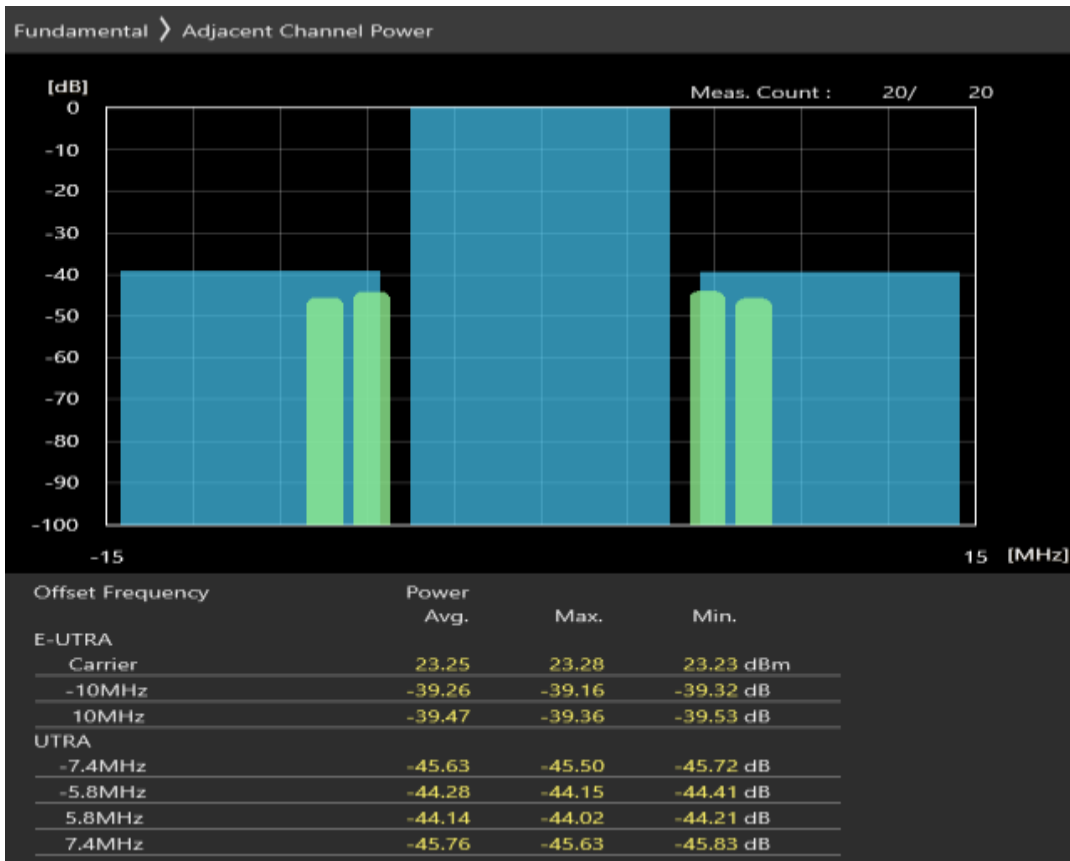 Fundamental ❯ Adjacent Channel Power
[dB]
Meas. Count : 20/ 20
0
-10
-20
-30
-40
-50
-60
-70
-80
-90
-100
-15 15 [MHz]
Offset Frequency Power
Avg. Max. Min.
E-UTRA
Carrier 23.25 23.28 23.23 dBm
-10MHz -39.26 -39.16 -39.32 dB
10MHz -39.47 -39.36 -39.53 dB
UTRA
-7.4MHz -45.63 -45.50 -45.72 dB
-5.8MHz -44.28 -44.15 -44.41 dB
5.8MHz -44.14 -44.02 -44.21 dB
7.4MHz -45.76 -45.63 -45.83 dB